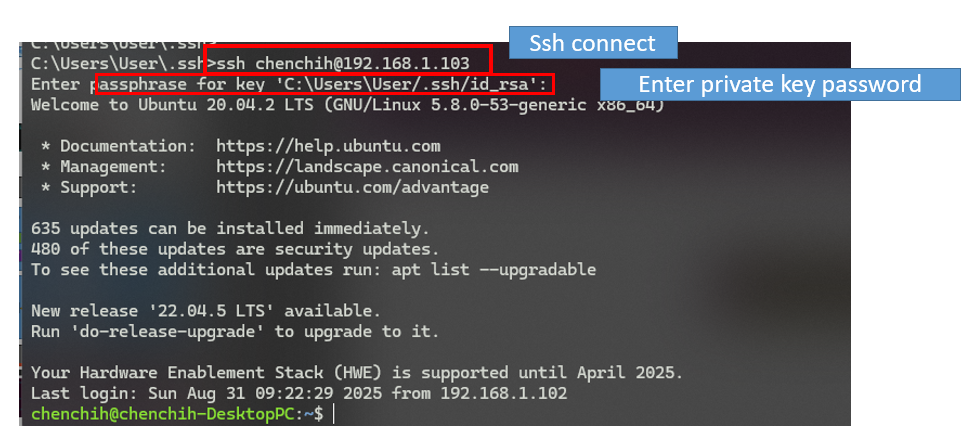 Ssh connect
C:\Users\User\.ssh>
C:\Users\User\.ssh>ssh chenchih@192.168.1.103
Enter passphrase for key 'C:\Users\User/.ssh/id_rsa':
Enter private key password
Welcome to Ubuntu 20.04.2 LTS (GNU/Linux 5.8.0-53-generic x86_64)
* Documentation: https://help.ubuntu.com
* Management: https://landscape.canonical.com
* Support: https://ubuntu.com/advantage
635 updates can be installed immediately.
480 of these updates are security updates.
To see these additional updates run: apt list --upgradable
New release '22.04.5 LTS' available.
Run 'do-release-upgrade' to upgrade to it.
Your Hardware Enablement Stack (HWE) is supported until April 2025.
Last login: Sun Aug 31 09:22:29 2025 from 192.168.1.102
chenchih@chenchih-DesktopPC:~$